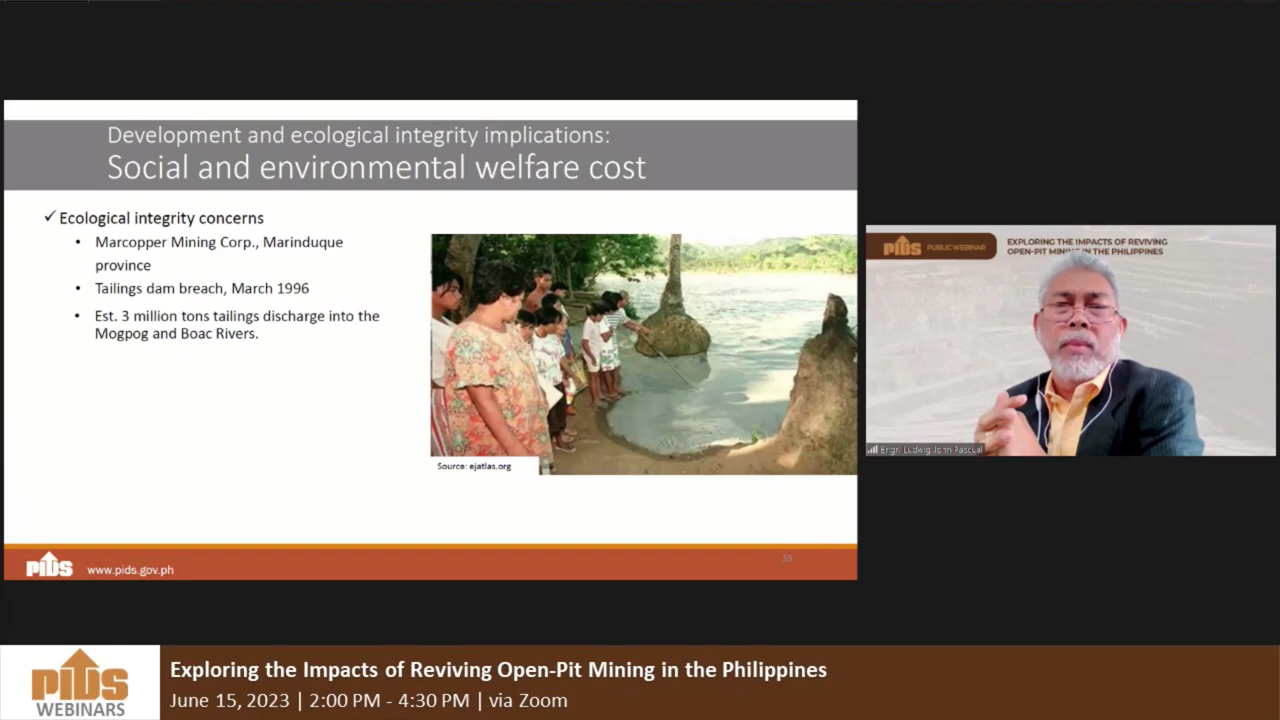 Development and ecological integrity implications:
Social and environmental welfare cost
✓ Ecological integrity concerns
• Marcopper Mining Corp., Marinduque
province
• Tailings dam breach, March 1996
• Est. 3 million tons tailings discharge into the
Mogpog and Boac Rivers.
Source: ejatlas.org
39
PIDS
www.pids.gov.ph
PIDS PUBLIC WEBINAR
EXPLORING THE IMPACTS OF REVIVING
OPEN-PIT MINING IN THE PHILIPPINES
Engr. Ludwig John Pascual
PIDS
WEBINARS
Exploring the Impacts of Reviving Open-Pit Mining in the Philippines
June 15, 2023 | 2:00 PM - 4:30 PM | via Zoom